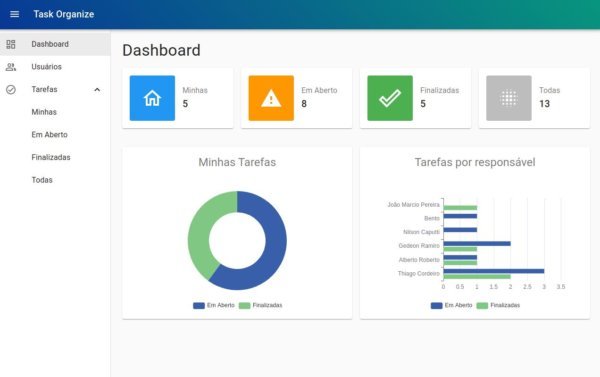 Task Organize
Dashboard
Usuários
Tarefas
Minhas
Em Aberto
Finalizadas
Todas
Dashboard
Minhas
5
Em Aberto
8
Finalizadas
5
Todas
13
Minhas Tarefas
Em Aberto Finalizadas
Tarefas por responsável
João Marcio Pereira
Bento
Nilson Caputti
Gedeon Ramiro
Alberto Roberto
Thiago Cordeiro
0 0.5 1 1.5 2 2.5 3 3.5
Em Aberto Finalizadas